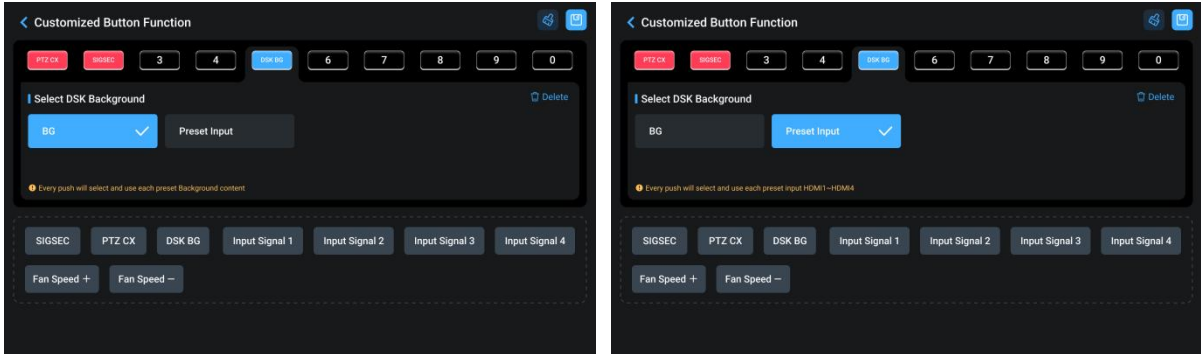 Customized Button Function
PTZ CX SIGSEC 3 4 DSK BG 6 7 8 9 0
Select DSK Background Delete
BG Preset Input
Every push will select and use each preset Background content
SIGSEC PTZ CX DSK BG Input Signal 1 Input Signal 2 Input Signal 3 Input Signal 4
Fan Speed + Fan Speed −
Customized Button Function
PTZ CX SIGSEC 3 4 DSK BG 6 7 8 9 0
Select DSK Background Delete
BG Preset Input
Every push will select and use each preset input HDMI1~HDMI4
SIGSEC PTZ CX DSK BG Input Signal 1 Input Signal 2 Input Signal 3 Input Signal 4
Fan Speed + Fan Speed −